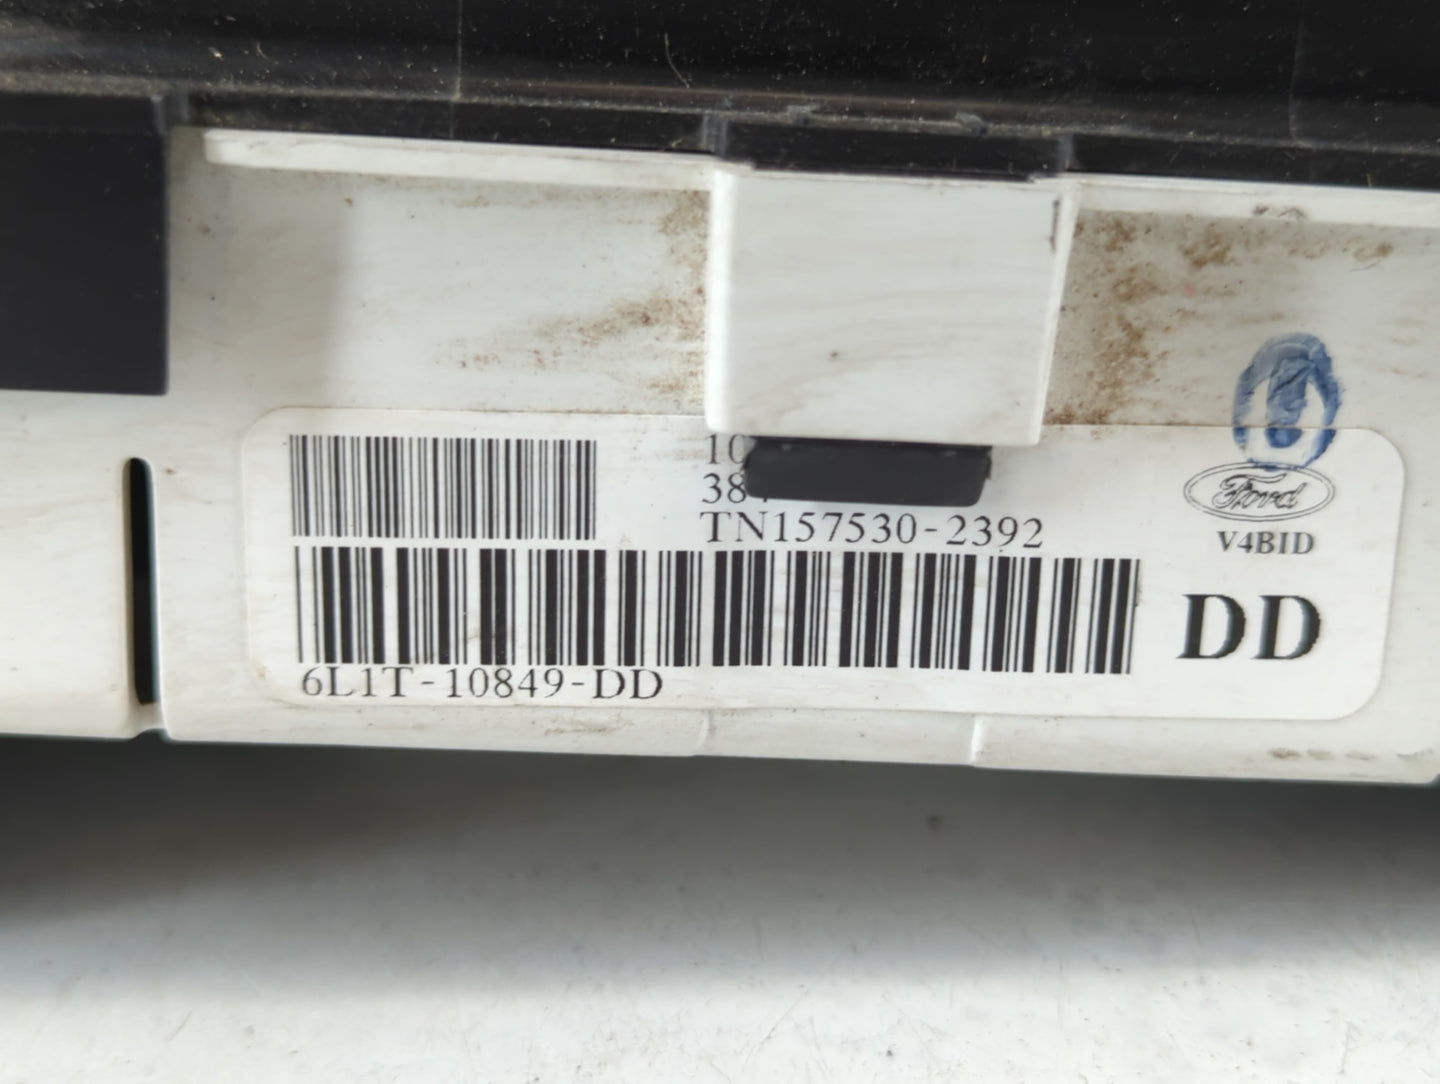 10
38
TN157530-2392
Ford
V4BID
DD
6L1T-10849-DD